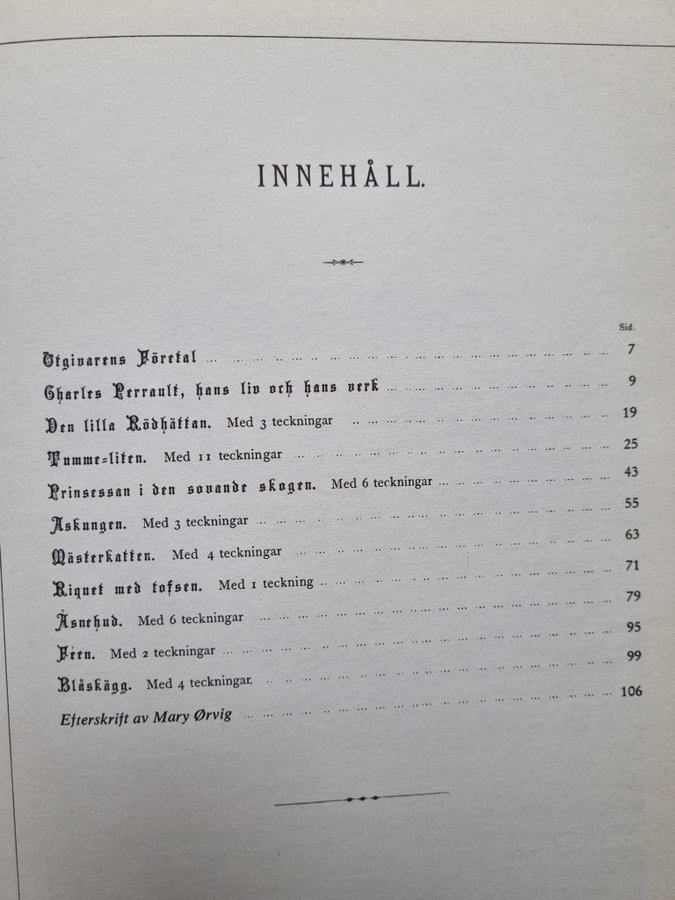 INNEHÅLL.
Sid.
Utgivarens Företal 7
Charles Perrault, hans liv och hans verk 9
Den lilla Rödhättan. Med 3 teckningar 19
Tumme-liten. Med 11 teckningar 25
Prinsessan i den sovande skogen. Med 6 teckningar 43
Askungen. Med 3 teckningar 55
Mästerkatten. Med 4 teckningar 63
Riquet med tofsen. Med 1 teckning 71
Åsnehud. Med 6 teckningar 79
Féen. Med 2 teckningar 95
Blåskägg. Med 4 teckningar. 99
Efterskrift av Mary Ørvig 106